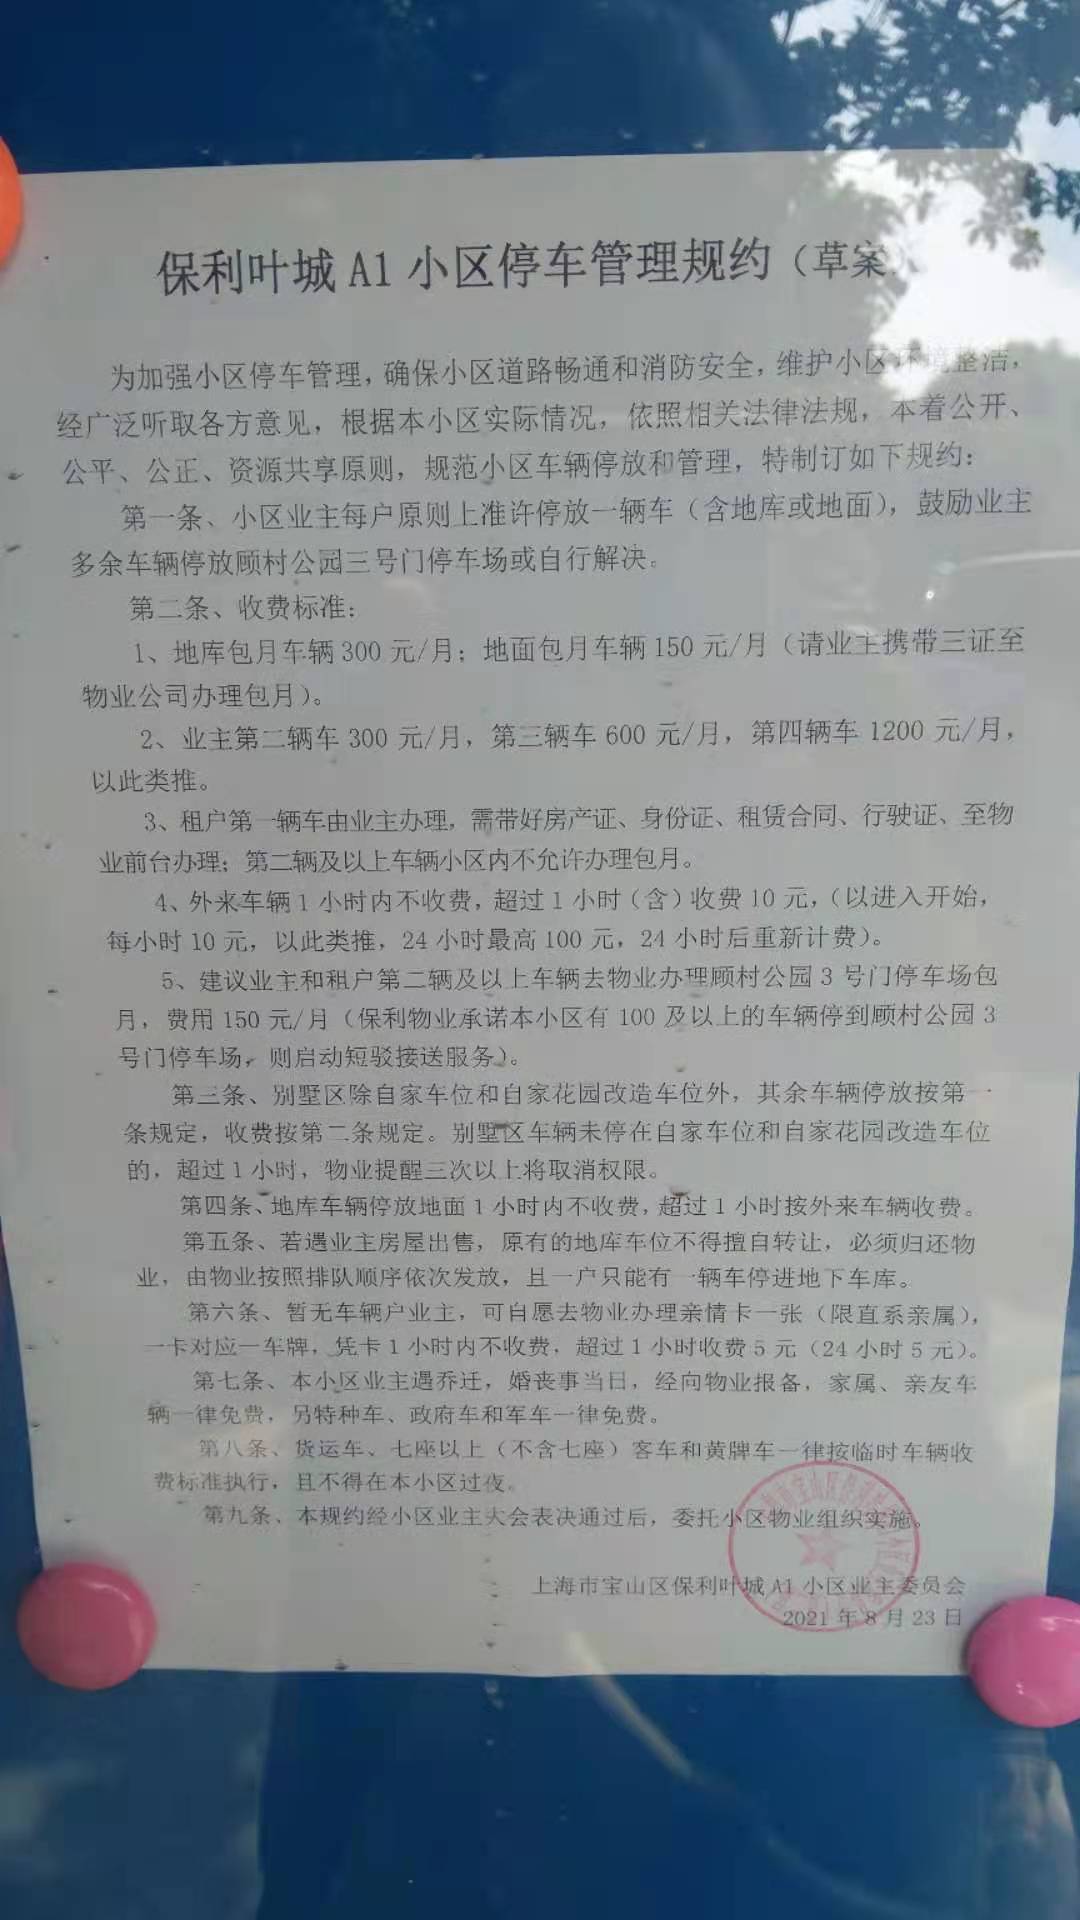 保利叶城 A1 小区停车管理规约（草案
为加强小区停车管理，确保小区道路畅通和消防安全，维护小区环境整洁，
经广泛听取各方意见，根据本小区实际情况，依照相关法律法规，本着公开、
公平、公正、资源共享原则，规范小区车辆停放和管理，特制订如下规约：
第一条、小区业主每户原则上准许停放一辆车（含地库或地面），鼓励业主
多余车辆停放顾村公园三号门停车场或自行解决。
第二条、收费标准：
1、地库包月车辆 300 元/月；地面包月车辆 150 元/月（请业主携带三证至
物业公司办理包月）。
2、业主第二辆车 300 元/月，第三辆车 600 元/月，第四辆车 1200 元/月，
以此类推。
3、租户第一辆车由业主办理，需带好房产证、身份证、租赁合同、行驶证、至物
业前台办理；第二辆及以上车辆小区内不允许办理包月。
4、外来车辆 1 小时内不收费，超过 1 小时（含）收费 10 元，（以进入开始，
每小时 10 元，以此类推，24 小时最高 100 元，24 小时后重新计费）。
5、建议业主和租户第二辆及以上车辆去物业办理顾村公园 3 号门停车场包
月，费用 150 元/月（保利物业承诺本小区有 100 及以上的车辆停到顾村公园 3
号门停车场，则启动短驳接送服务）。
第三条、别墅区除自家车位和自家花园改造车位外，其余车辆停放按第一
条规定，收费按第二条规定。别墅区车辆未停在自家车位和自家花园改造车位
的，超过 1 小时，物业提醒三次以上将取消权限。
第四条、地库车辆停放地面 1 小时内不收费，超过 1 小时按外来车辆收费。
第五条、若遇业主房屋出售，原有的地库车位不得擅自转让，必须归还物
业，由物业按照排队顺序依次发放，且一户只能有一辆车停进地下车库。
第六条、暂无车辆户业主，可自愿去物业办理亲情卡一张（限直系亲属），
一卡对应一车牌，凭卡 1 小时内不收费，超过 1 小时收费 5 元（24 小时 5 元）。
第七条、本小区业主遇乔迁，婚丧事当日，经向物业报备，家属、亲友车
辆一律免费，另特种车、政府车和军车一律免费。
第八条、货运车、七座以上（不含七座）客车和黄牌车一律按临时车辆收
费标准执行，且不得在本小区过夜。
第九条、本规约经小区业主大会表决通过后，委托小区物业组织实施。
上海市宝山区保利叶城 A1 小区业主委员会
2021 年 8 月 23 日